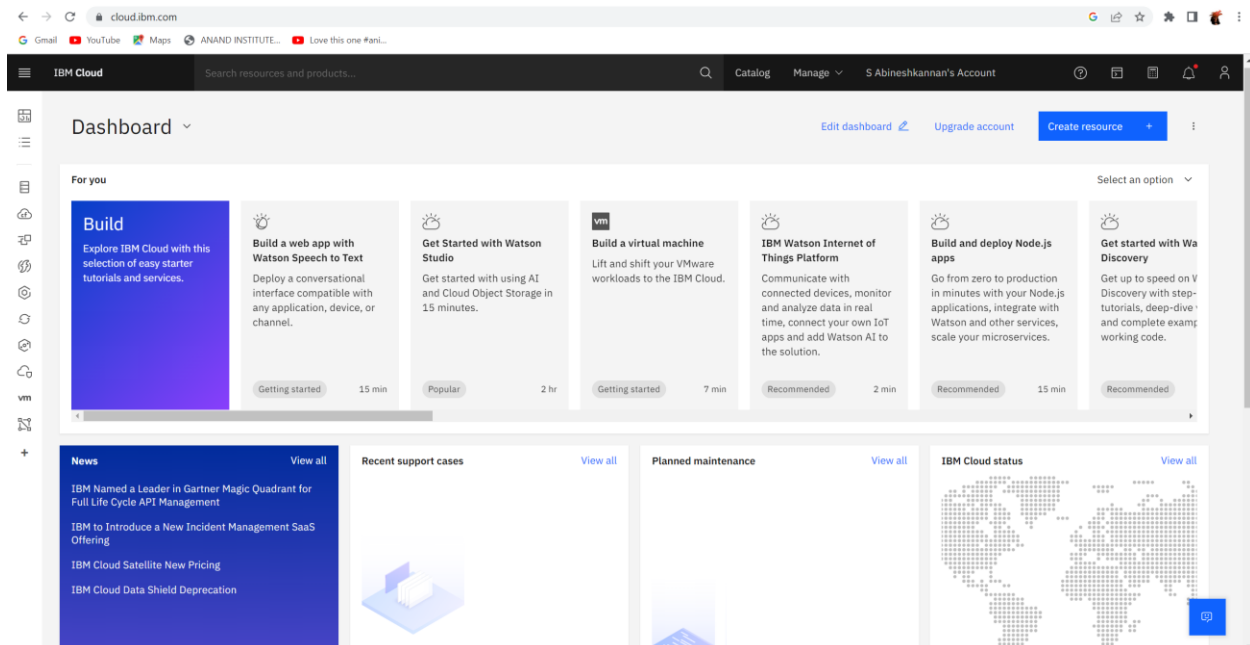 cloud.ibm.com
Gmail YouTube Maps ANAND INSTITUTE... Love this one #ani...
IBM Cloud Search resources and products... Catalog Manage S Abineshkannan's Account
Dashboard Edit dashboard Upgrade account Create resource +
For you Select an option
Build
Explore IBM Cloud with this
selection of easy starter
tutorials and services.
Build a web app with
Watson Speech to Text
Deploy a conversational
interface compatible with
any application, device, or
channel.
Getting started 15 min
Get Started with Watson
Studio
Get started with using AI
and Cloud Object Storage in
15 minutes.
Popular 2 hr
vm
Build a virtual machine
Lift and shift your VMware
workloads to the IBM Cloud.
Getting started 7 min
IBM Watson Internet of
Things Platform
Communicate with
connected devices, monitor
and analyze data in real
time, connect your own IoT
apps and add Watson AI to
the solution.
Recommended 2 min
Build and deploy Node.js
apps
Go from zero to production
in minutes with your Node.js
applications, integrate with
Watson and other services,
scale your microservices.
Recommended 15 min
Get started with Wa
Discovery
Get up to speed on W
Discovery with step-
tutorials, deep-dive
and complete examp
working code.
Recommended
vm
News View all
IBM Named a Leader in Gartner Magic Quadrant for
Full Life Cycle API Management
IBM to Introduce a New Incident Management SaaS
Offering
IBM Cloud Satellite New Pricing
IBM Cloud Data Shield Deprecation
Recent support cases View all
Planned maintenance View all
IBM Cloud status View all